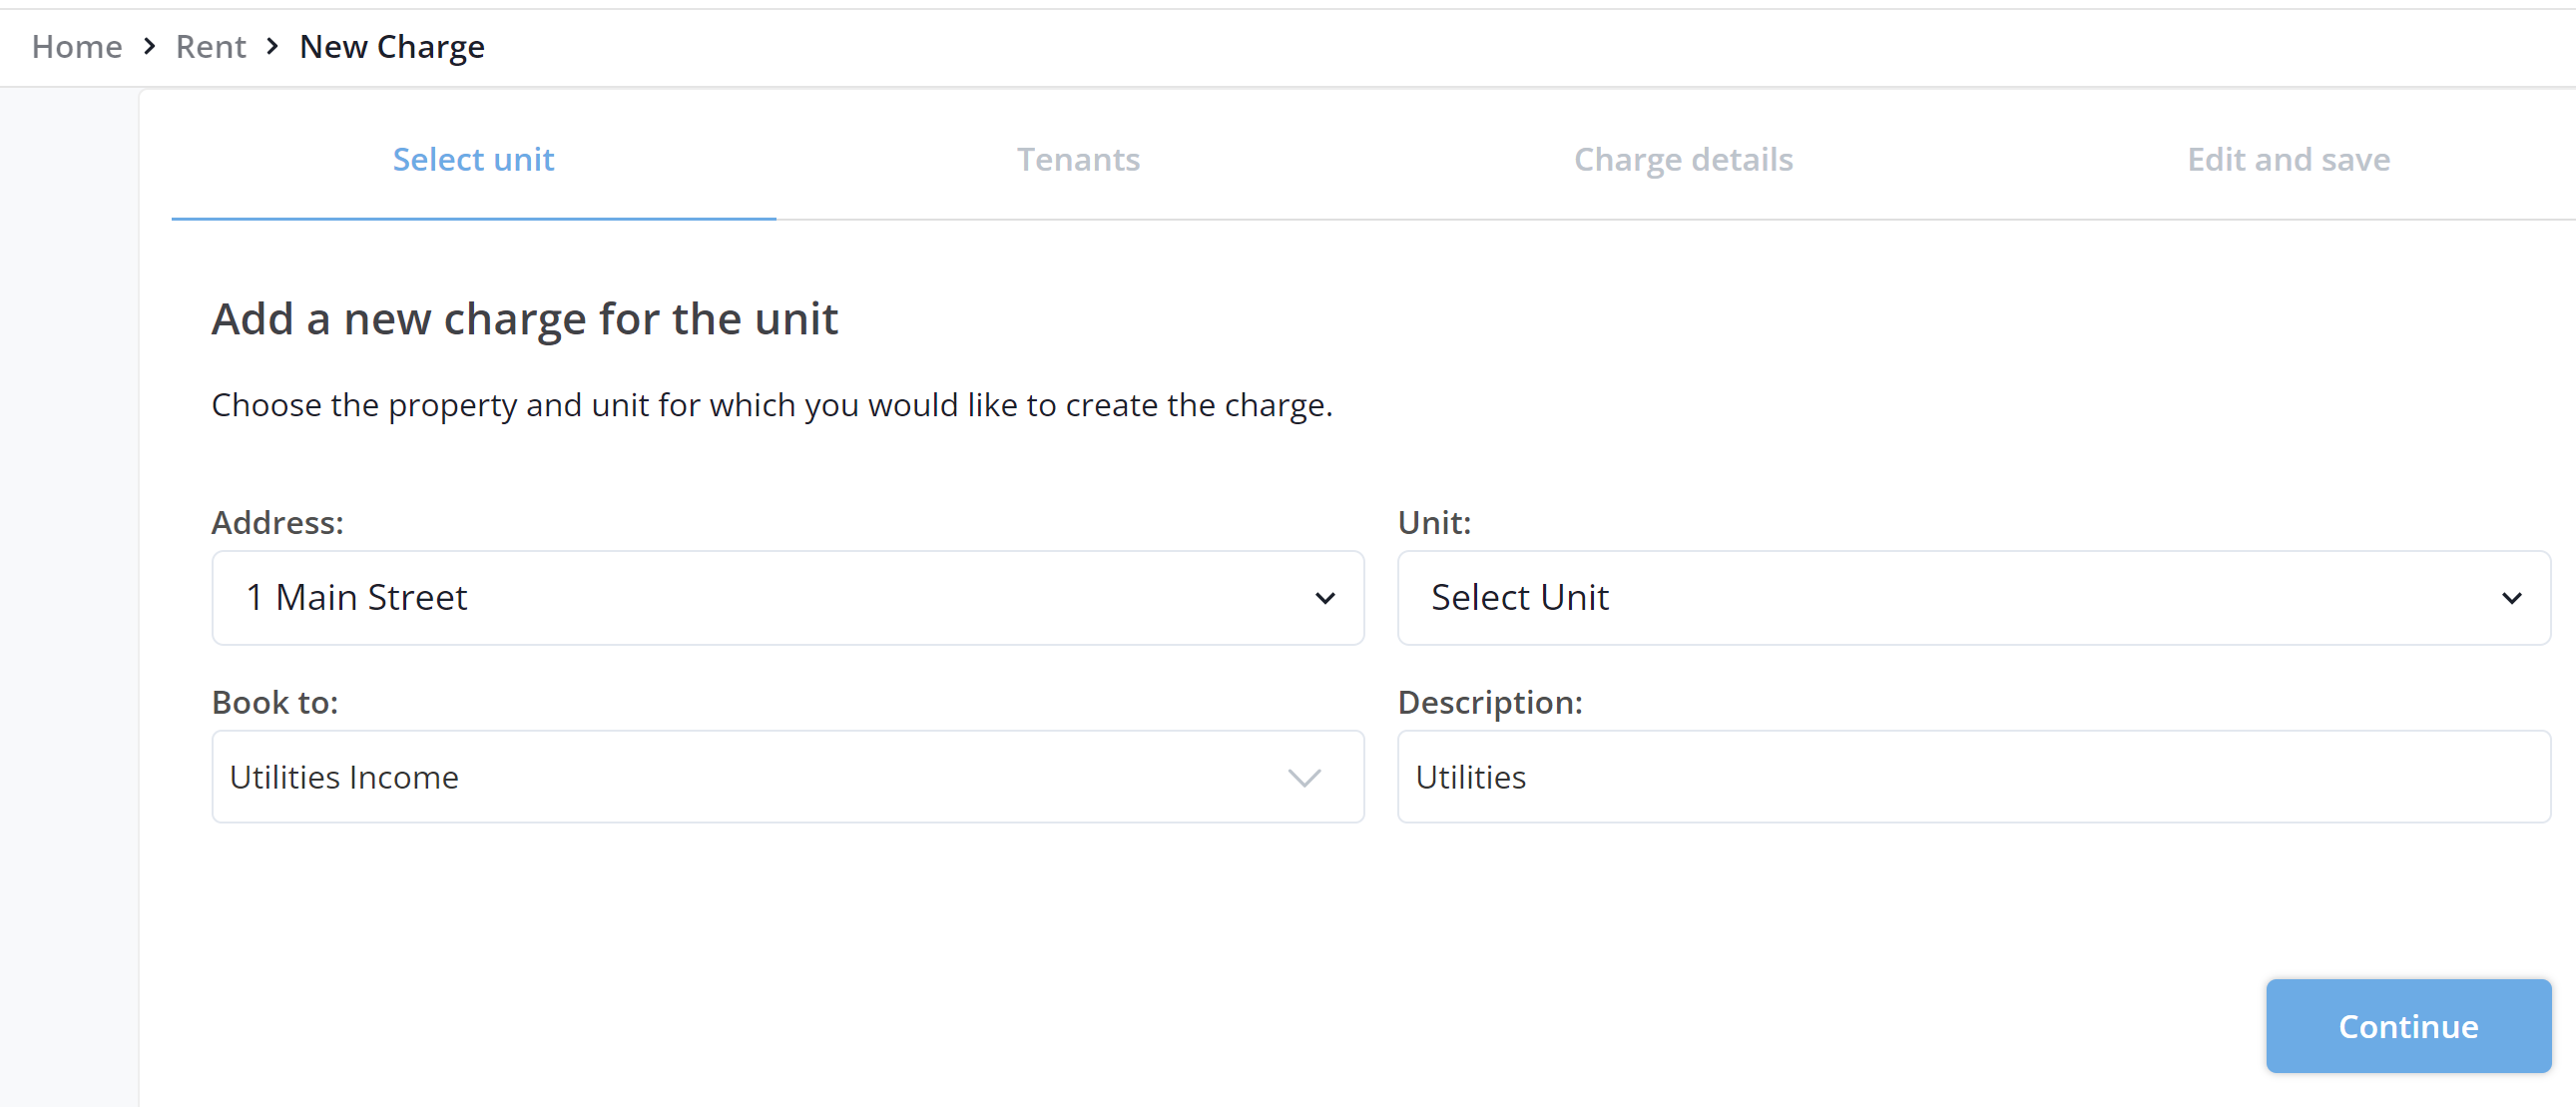 Home > Rent > New Charge
Select unit Tenants Charge details Edit and save
Add a new charge for the unit
Choose the property and unit for which you would like to create the charge.
Address: Unit:
1 Main Street Select Unit
Book to: Description:
Utilities Income Utilities
Continue